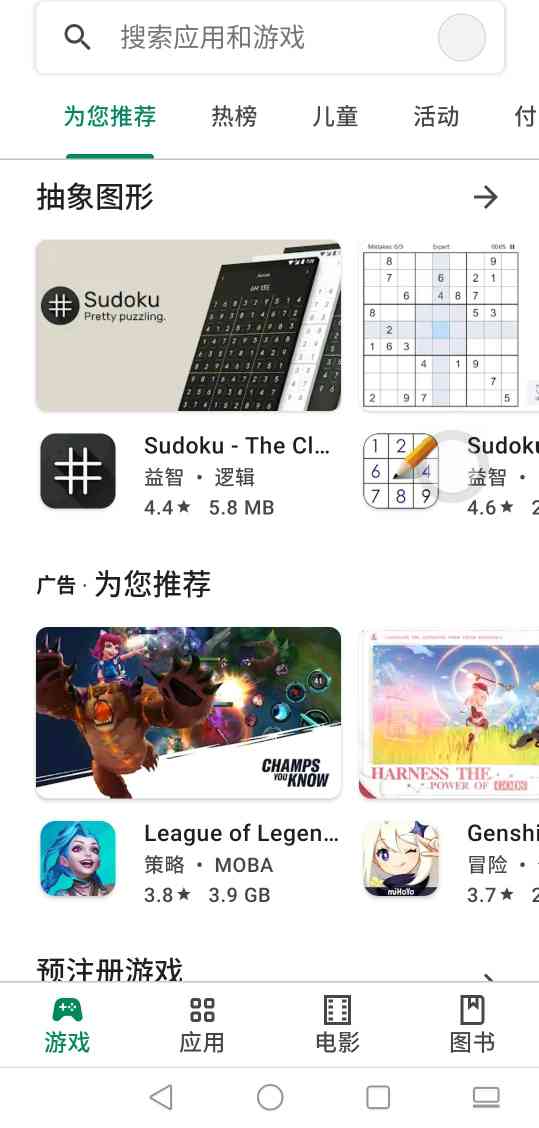 搜索应用和游戏
为您推荐 热榜 儿童 活动 付
抽象图形
Sudoku
Pretty puzzling.
Mistakes: 6/9 Expert
8 9
7 6 2 1
6 4 8 7
8 5 3
2
1 6 3
4 1 9
7
2 9 7 5
Sudoku - The Cl...
益智 • 逻辑
4.4★ 5.8 MB
1 2
6 4
7 8 9
Sudoku
益智 •
4.6★ 2
广告 · 为您推荐
41
CHAMPS
YOU KNOW
HARNESS THE
POWER OF GODS
League of Legen...
策略 • MOBA
3.8★ 3.9 GB
miHoYo
Genshi
冒险 •
3.7★ 2
预注册游戏
游戏 应用 电影 图书